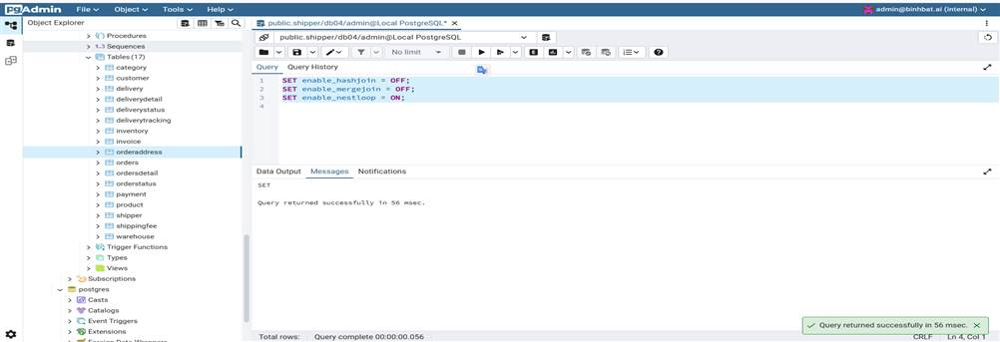 pgAdmin File Object Tools Help admin@binhbat.ai (internal)
Object Explorer
public.shipper/db04/admin@Local PostgreSQL*
Procedures
1..3 Sequences
Tables (17)
category
customer
delivery
deliverydetail
deliverystatus
deliverytracking
inventory
invoice
orderaddress
orders
ordersdetail
orderstatus
payment
product
shipper
shippingfee
warehouse
Trigger Functions
Types
Views
Subscriptions
postgres
Casts
Catalogs
Event Triggers
Extensions
Foreign Data Wrappers
public.shipper/db04/admin@Local PostgreSQL
No limit
Query Query History
1 SET enable_hashjoin = OFF;
2 SET enable_mergejoin = OFF;
3 SET enable_nestloop = ON;
4
Data Output Messages Notifications
SET
Query returned successfully in 56 msec.
Query returned successfully in 56 msec.
Total rows: Query complete 00:00:00.056 CRLF Ln 4, Col 1